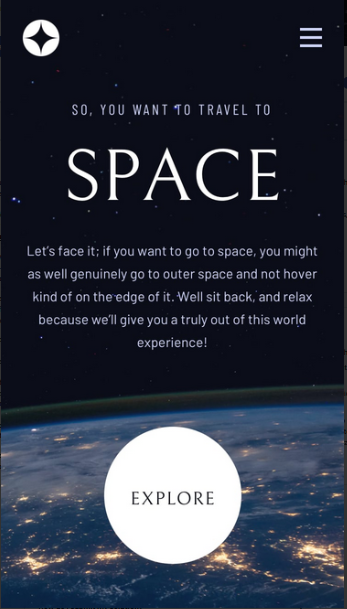 SO, YOU WANT TO TRAVEL TO
SPACE
Let's face it; if you want to go to space, you might
as well genuinely go to outer space and not hover
kind of on the edge of it. Well sit back, and relax
because we'll give you a truly out of this world
experience!
EXPLORE